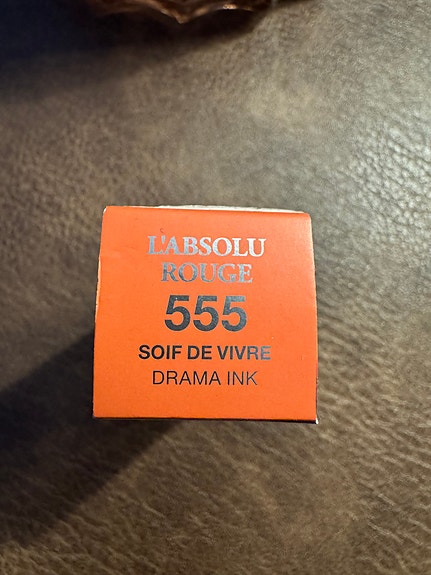 L'ABSOLU
ROUGE
555
SOIF DE VIVRE
DRAMA INK